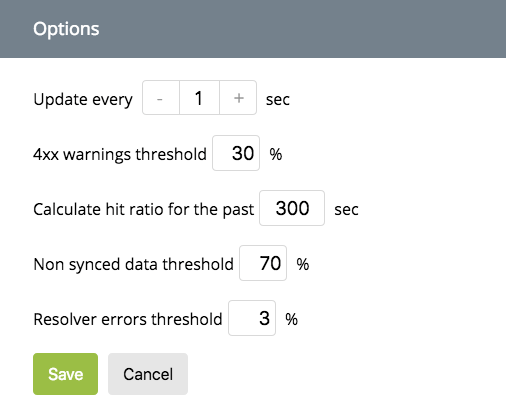 Options
Update every - 1 + sec
4xx warnings threshold 30 %
Calculate hit ratio for the past 300 sec
Non synced data threshold 70 %
Resolver errors threshold 3 %
Save Cancel